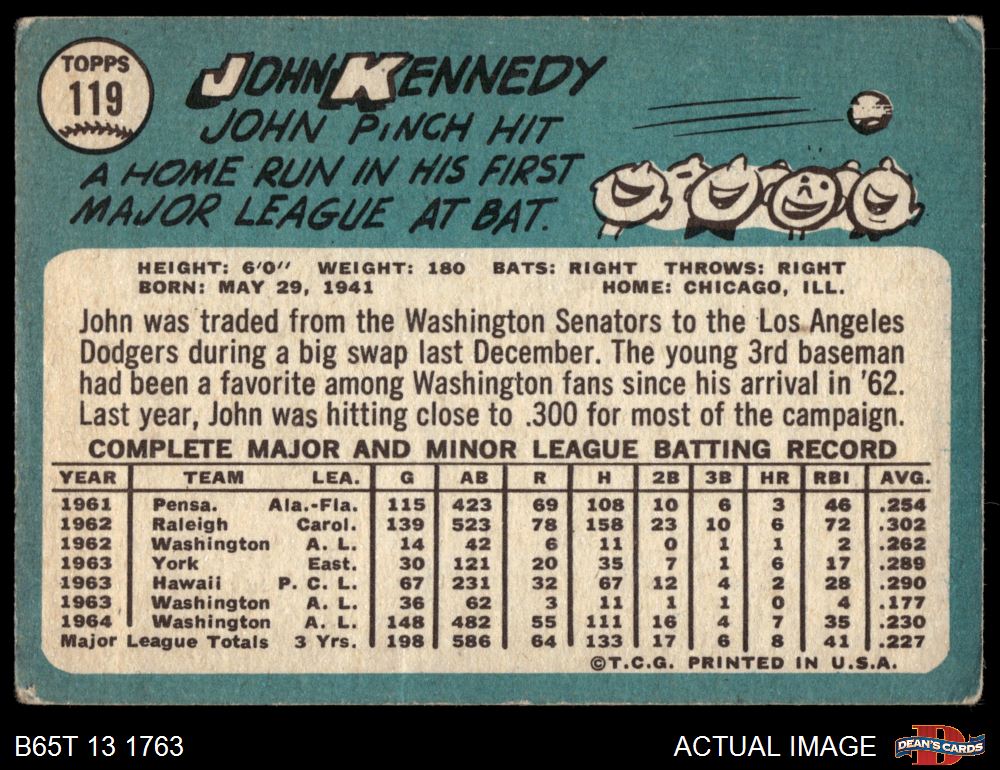 TOPPS
119
JOHN KENNEDY
JOHN PINCH HIT
A HOME RUN IN HIS FIRST
MAJOR LEAGUE AT BAT.
HEIGHT: 6'0" WEIGHT: 180 BATS: RIGHT THROWS: RIGHT
BORN: MAY 29, 1941 HOME: CHICAGO, ILL.
John was traded from the Washington Senators to the Los Angeles
Dodgers during a big swap last December. The young 3rd baseman
had been a favorite among Washington fans since his arrival in '62.
Last year, John was hitting close to .300 for most of the campaign.
COMPLETE MAJOR AND MINOR LEAGUE BATTING RECORD
YEAR TEAM LEA. G AB R H 2B 3B HR RBI AVG.
1961 Pensa. Ala.-Fla. 115 423 69 108 10 6 3 46 .254
1962 Raleigh Carol. 139 523 78 158 23 10 6 72 .302
1962 Washington A. L. 14 42 6 11 0 1 1 2 .262
1963 York East. 30 121 20 35 7 1 6 17 .289
1963 Hawaii P. C. L. 67 231 32 67 12 4 2 28 .290
1963 Washington A. L. 36 62 3 11 1 1 0 4 .177
1964 Washington A. L. 148 482 55 111 16 4 7 35 .230
Major League Totals 3 Yrs. 198 586 64 133 17 6 8 41 .227
©T.C.G. PRINTED IN U.S.A.
B65T 13 1763
ACTUAL IMAGE
D
DEAN'S CARDS